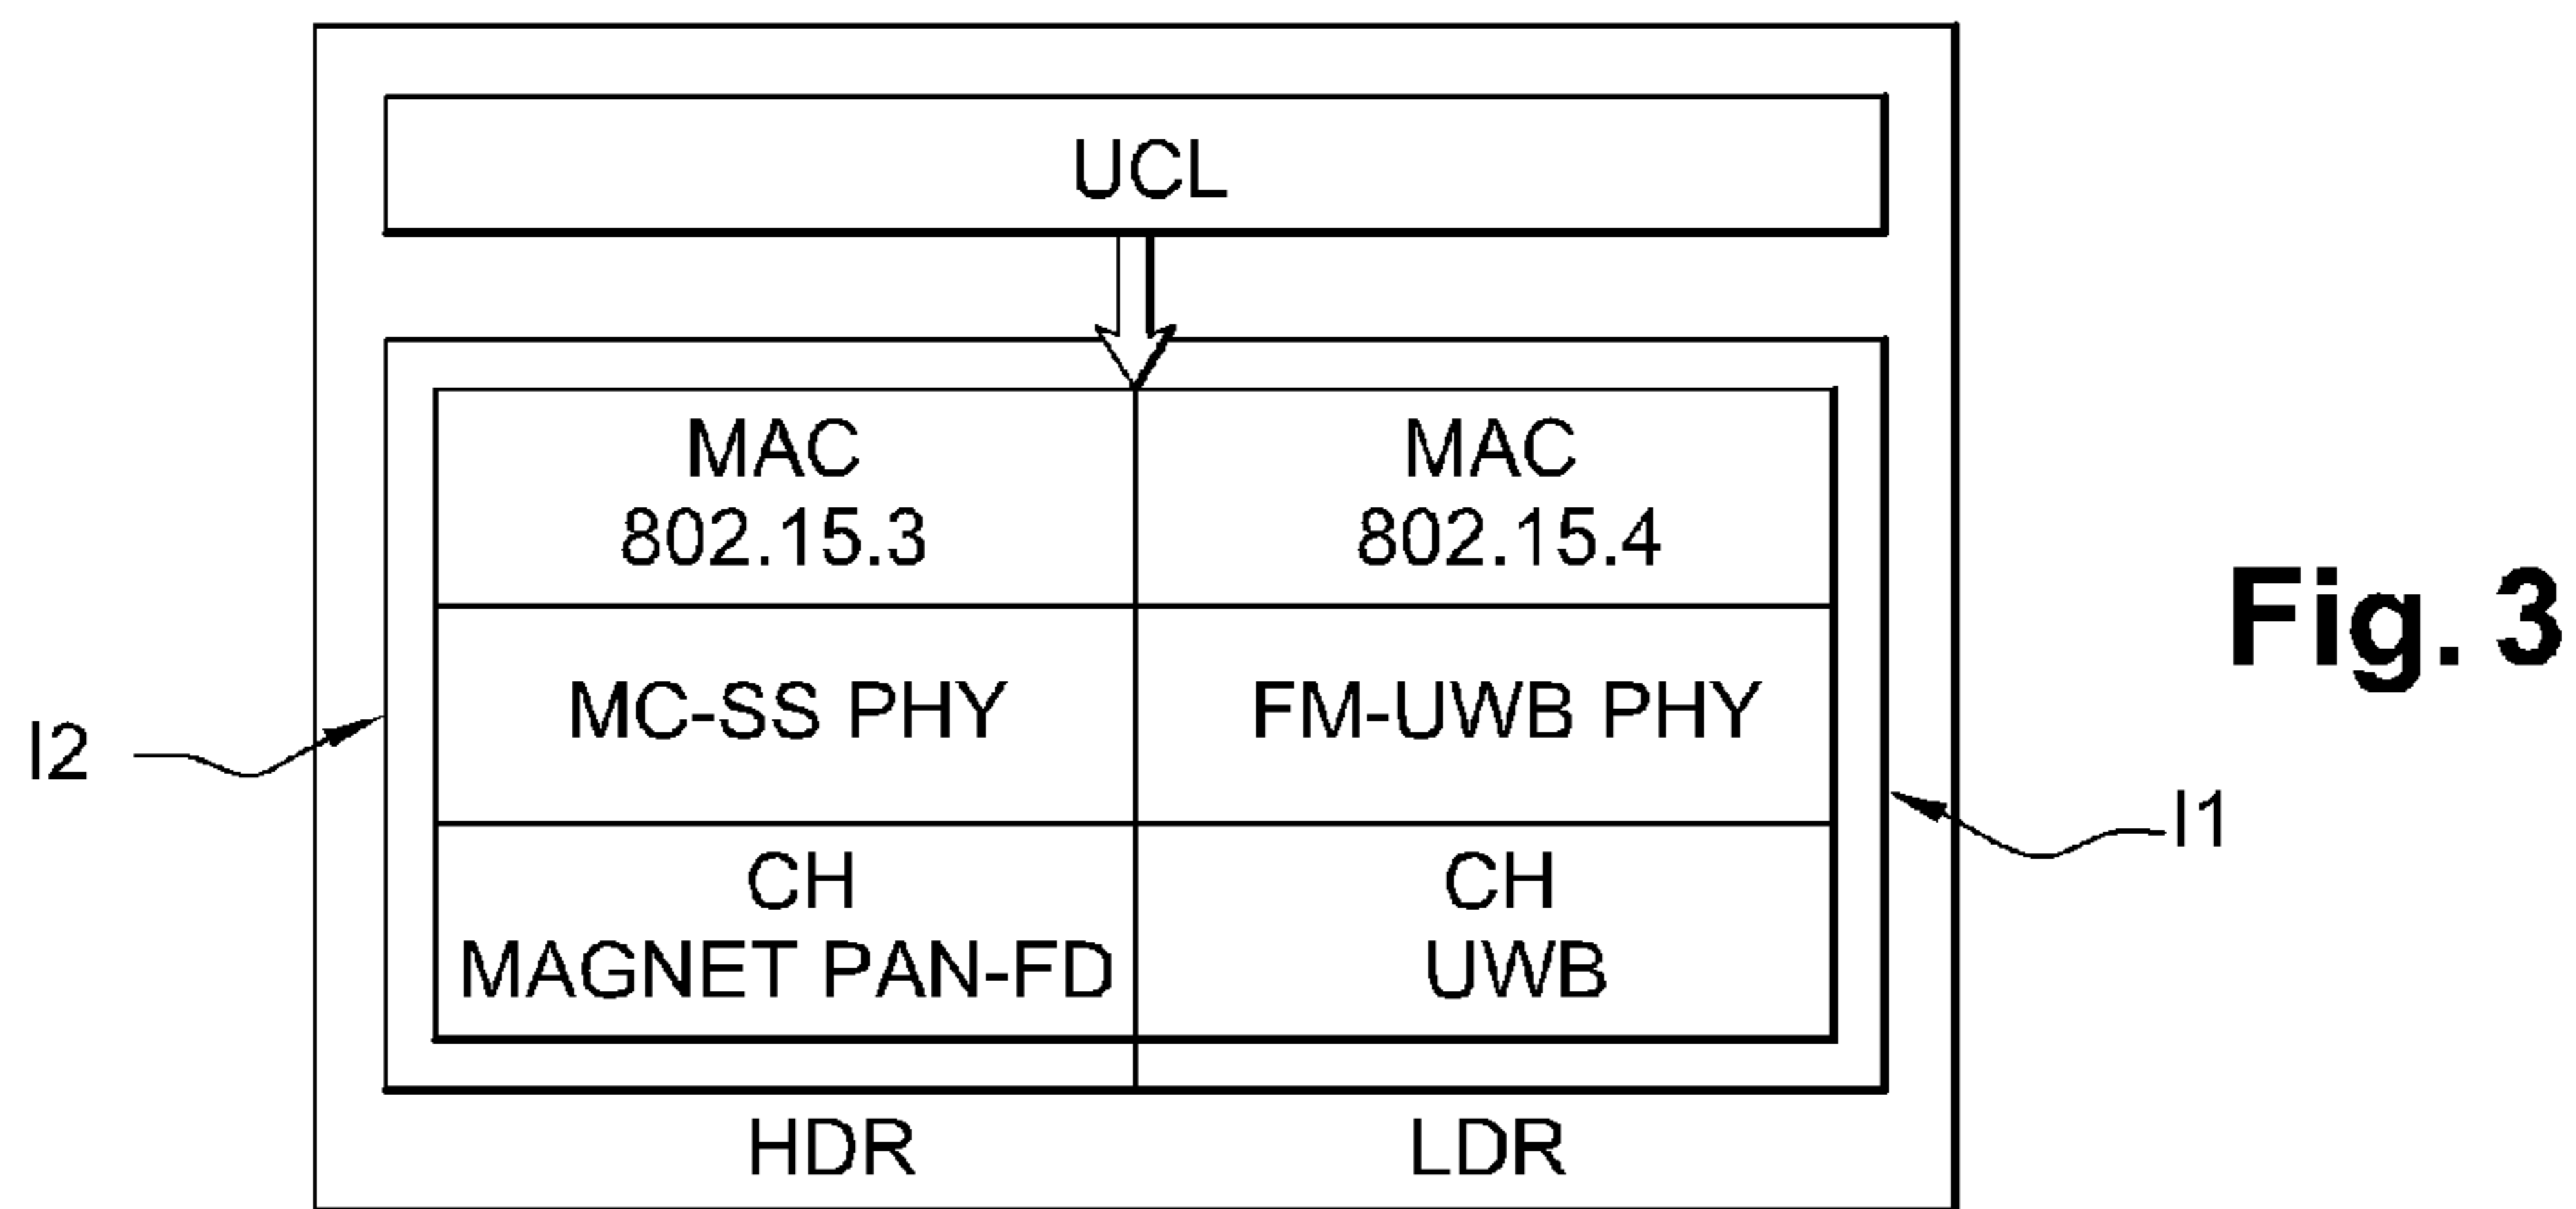 UCL
MAC MAC
802.15.3 802.15.4
MC-SS PHY FM-UWB PHY
CH CH
MAGNET PAN-FD UWB
HDR LDR
I2
I1
Fig. 3